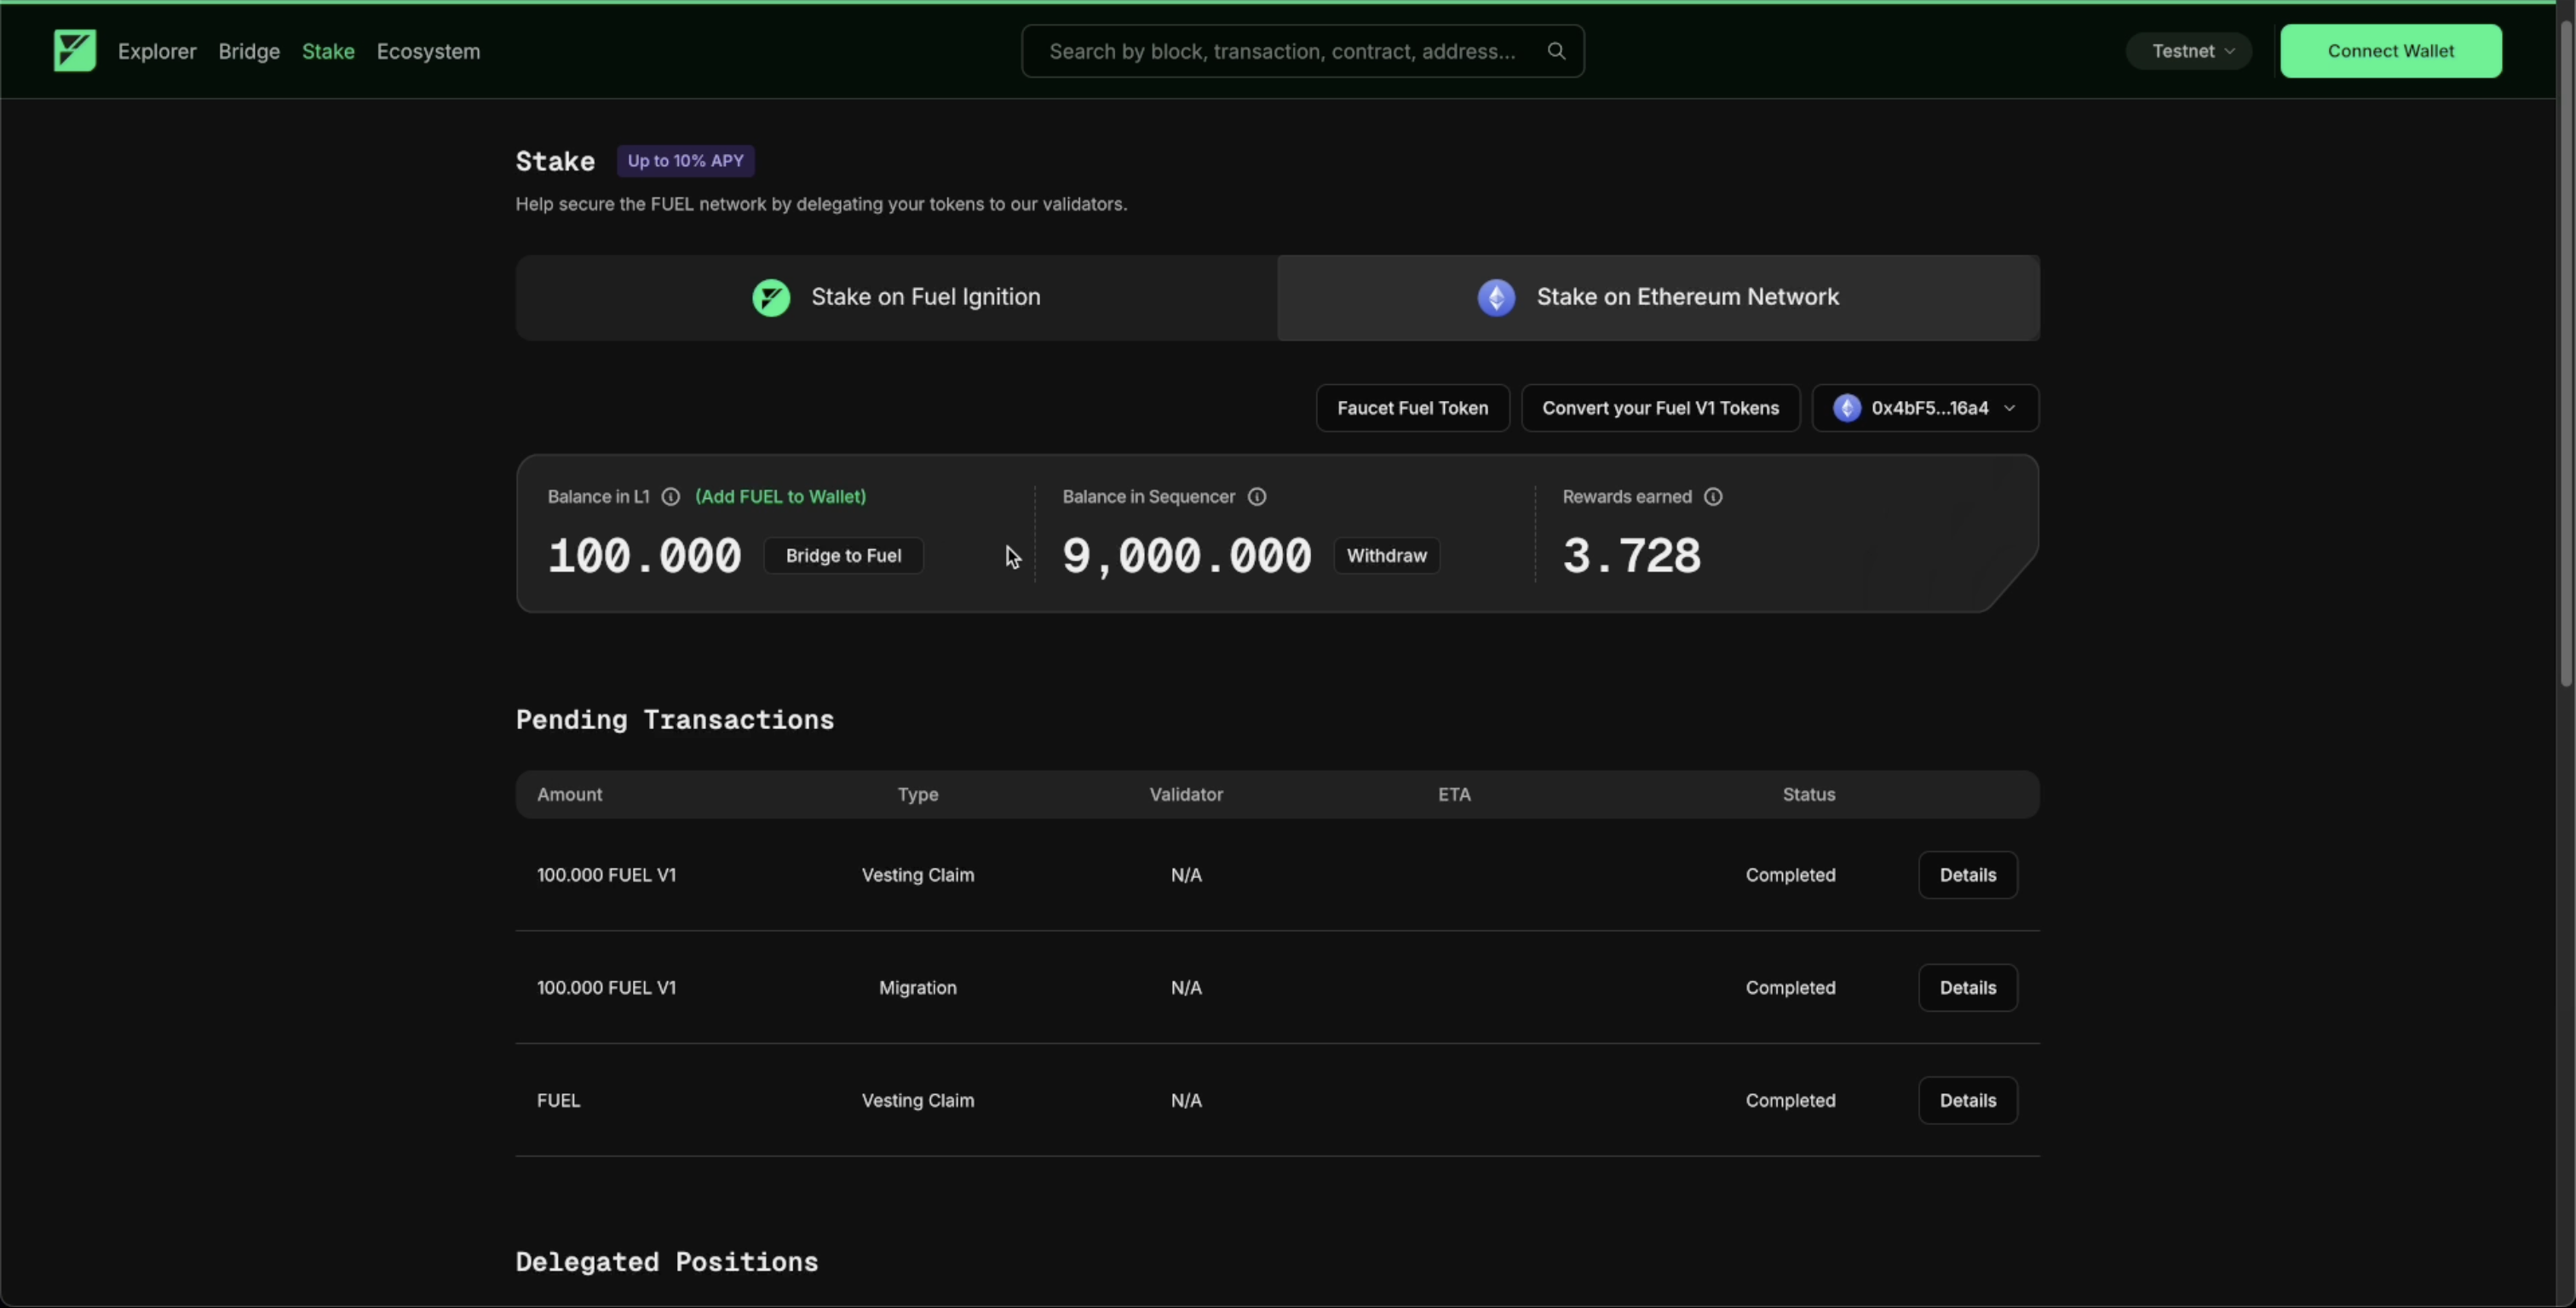 Explorer Bridge Stake Ecosystem
Search by block, transaction, contract, address...
Testnet
Connect Wallet
Stake Up to 10% APY
Help secure the FUEL network by delegating your tokens to our validators.
Stake on Fuel Ignition
Stake on Ethereum Network
Faucet Fuel Token
Convert your Fuel V1 Tokens
0x4bF5...16a4
Balance in L1 (Add FUEL to Wallet)
100.000 Bridge to Fuel
Balance in Sequencer
9,000.000 Withdraw
Rewards earned
3.728
Pending Transactions
Amount Type Validator ETA Status
100.000 FUEL V1 Vesting Claim N/A Completed Details
100.000 FUEL V1 Migration N/A Completed Details
FUEL Vesting Claim N/A Completed Details
Delegated Positions